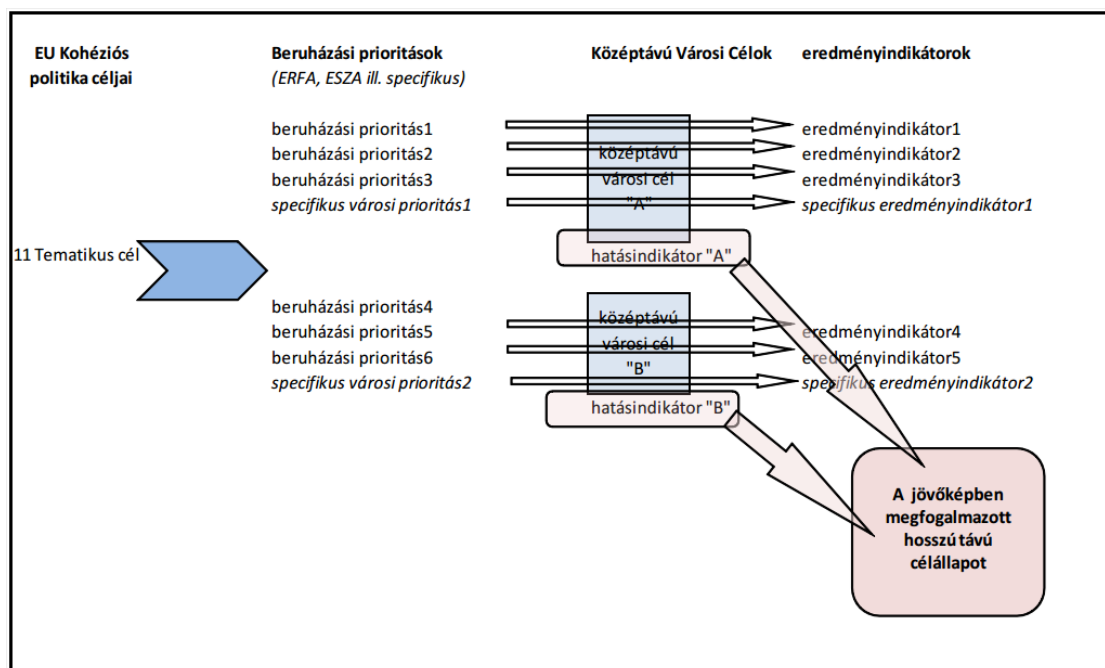 EU Kohéziós
politika céljai
Beruházási prioritások
(ERFA, ESZA ill. specifikus)
Középtávú Városi Célok
eredményindikátorok
beruházási prioritás1
beruházási prioritás2
beruházási prioritás3
specifikus városi prioritás1
középtávú
városi cél
"A"
eredményindikátor1
eredményindikátor2
eredményindikátor3
specifikus eredményindikátor1
11 Tematikus cél
hatásindikátor "A"
beruházási prioritás4
beruházási prioritás5
beruházási prioritás6
specifikus városi prioritás2
középtávú
városi cél
"B"
eredményindikátor4
eredményindikátor5
specifikus eredményindikátor2
hatásindikátor "B"
A jövőképben
megfogalmazott
hosszú távú
célállapot